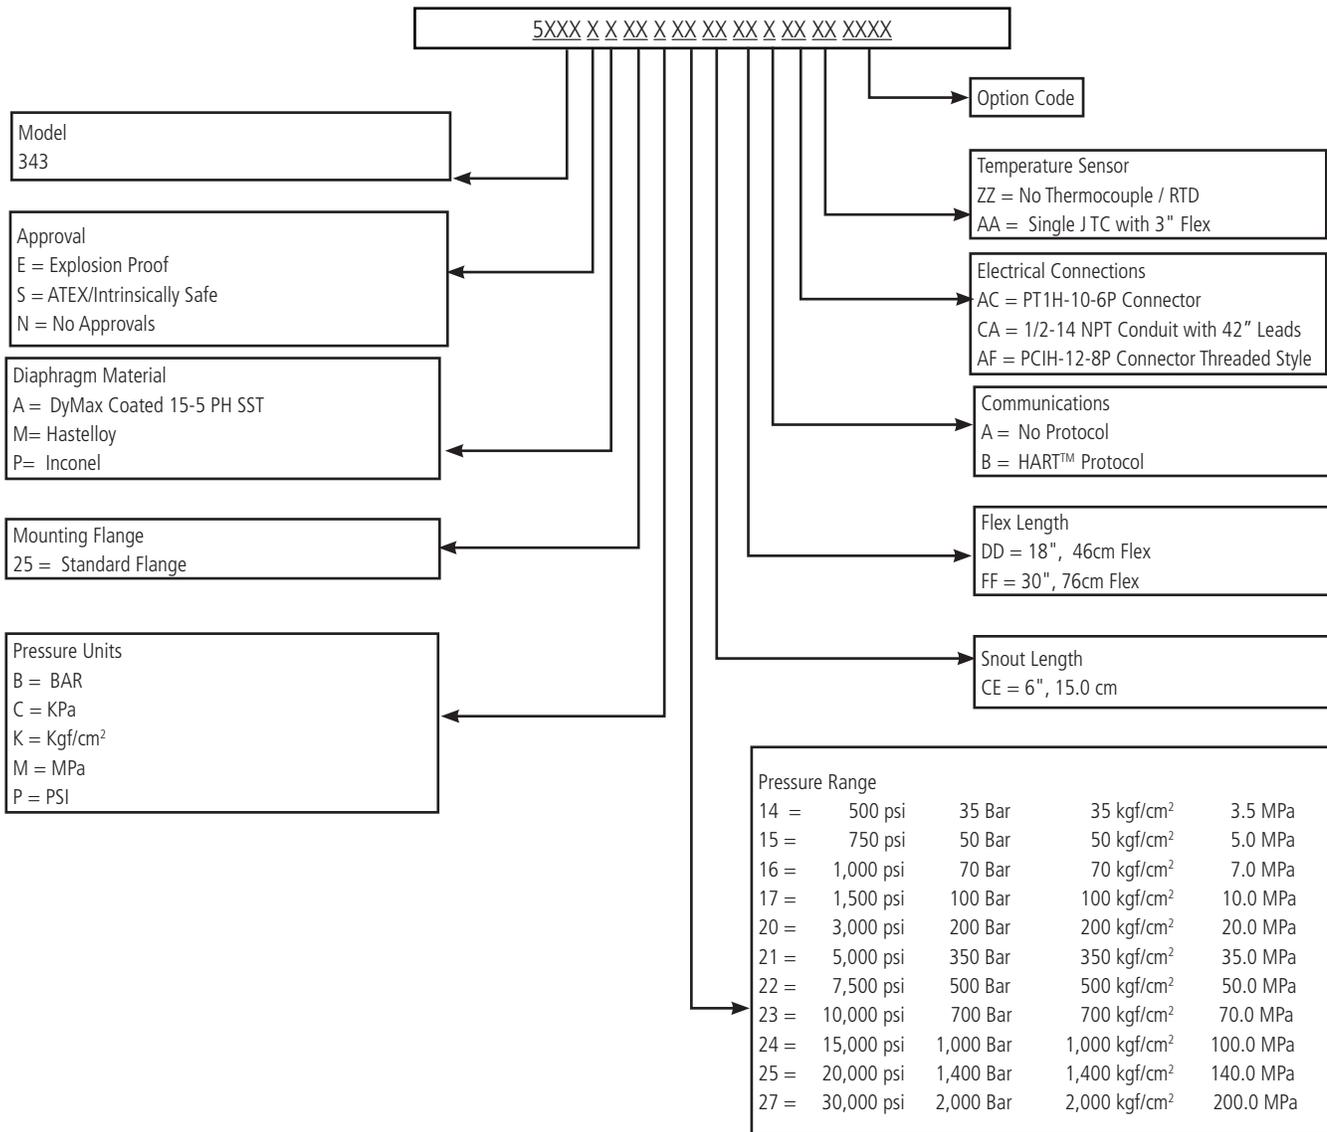 5XXX X X XX X XX XX XX X XX XX XXXX
Model
343
Approval
E = Explosion Proof
S = ATEX/Intrinsically Safe
N = No Approvals
Diaphragm Material
A = DyMax Coated 15-5 PH SST
M= Hastelloy
P= Inconel
Mounting Flange
25 = Standard Flange
Pressure Units
B = BAR
C = KPa
K = Kgf/cm²
M = MPa
P = PSI
Option Code
Temperature Sensor
ZZ = No Thermocouple / RTD
AA = Single J TC with 3" Flex
Electrical Connections
AC = PT1H-10-6P Connector
CA = 1/2-14 NPT Conduit with 42” Leads
AF = PCIH-12-8P Connector Threaded Style
Communications
A = No Protocol
B = HART™ Protocol
Flex Length
DD = 18", 46cm Flex
FF = 30", 76cm Flex
Snout Length
CE = 6", 15.0 cm
Pressure Range
14 = 500 psi 35 Bar 35 kgf/cm² 3.5 MPa
15 = 750 psi 50 Bar 50 kgf/cm² 5.0 MPa
16 = 1,000 psi 70 Bar 70 kgf/cm² 7.0 MPa
17 = 1,500 psi 100 Bar 100 kgf/cm² 10.0 MPa
20 = 3,000 psi 200 Bar 200 kgf/cm² 20.0 MPa
21 = 5,000 psi 350 Bar 350 kgf/cm² 35.0 MPa
22 = 7,500 psi 500 Bar 500 kgf/cm² 50.0 MPa
23 = 10,000 psi 700 Bar 700 kgf/cm² 70.0 MPa
24 = 15,000 psi 1,000 Bar 1,000 kgf/cm² 100.0 MPa
25 = 20,000 psi 1,400 Bar 1,400 kgf/cm² 140.0 MPa
27 = 30,000 psi 2,000 Bar 2,000 kgf/cm² 200.0 MPa